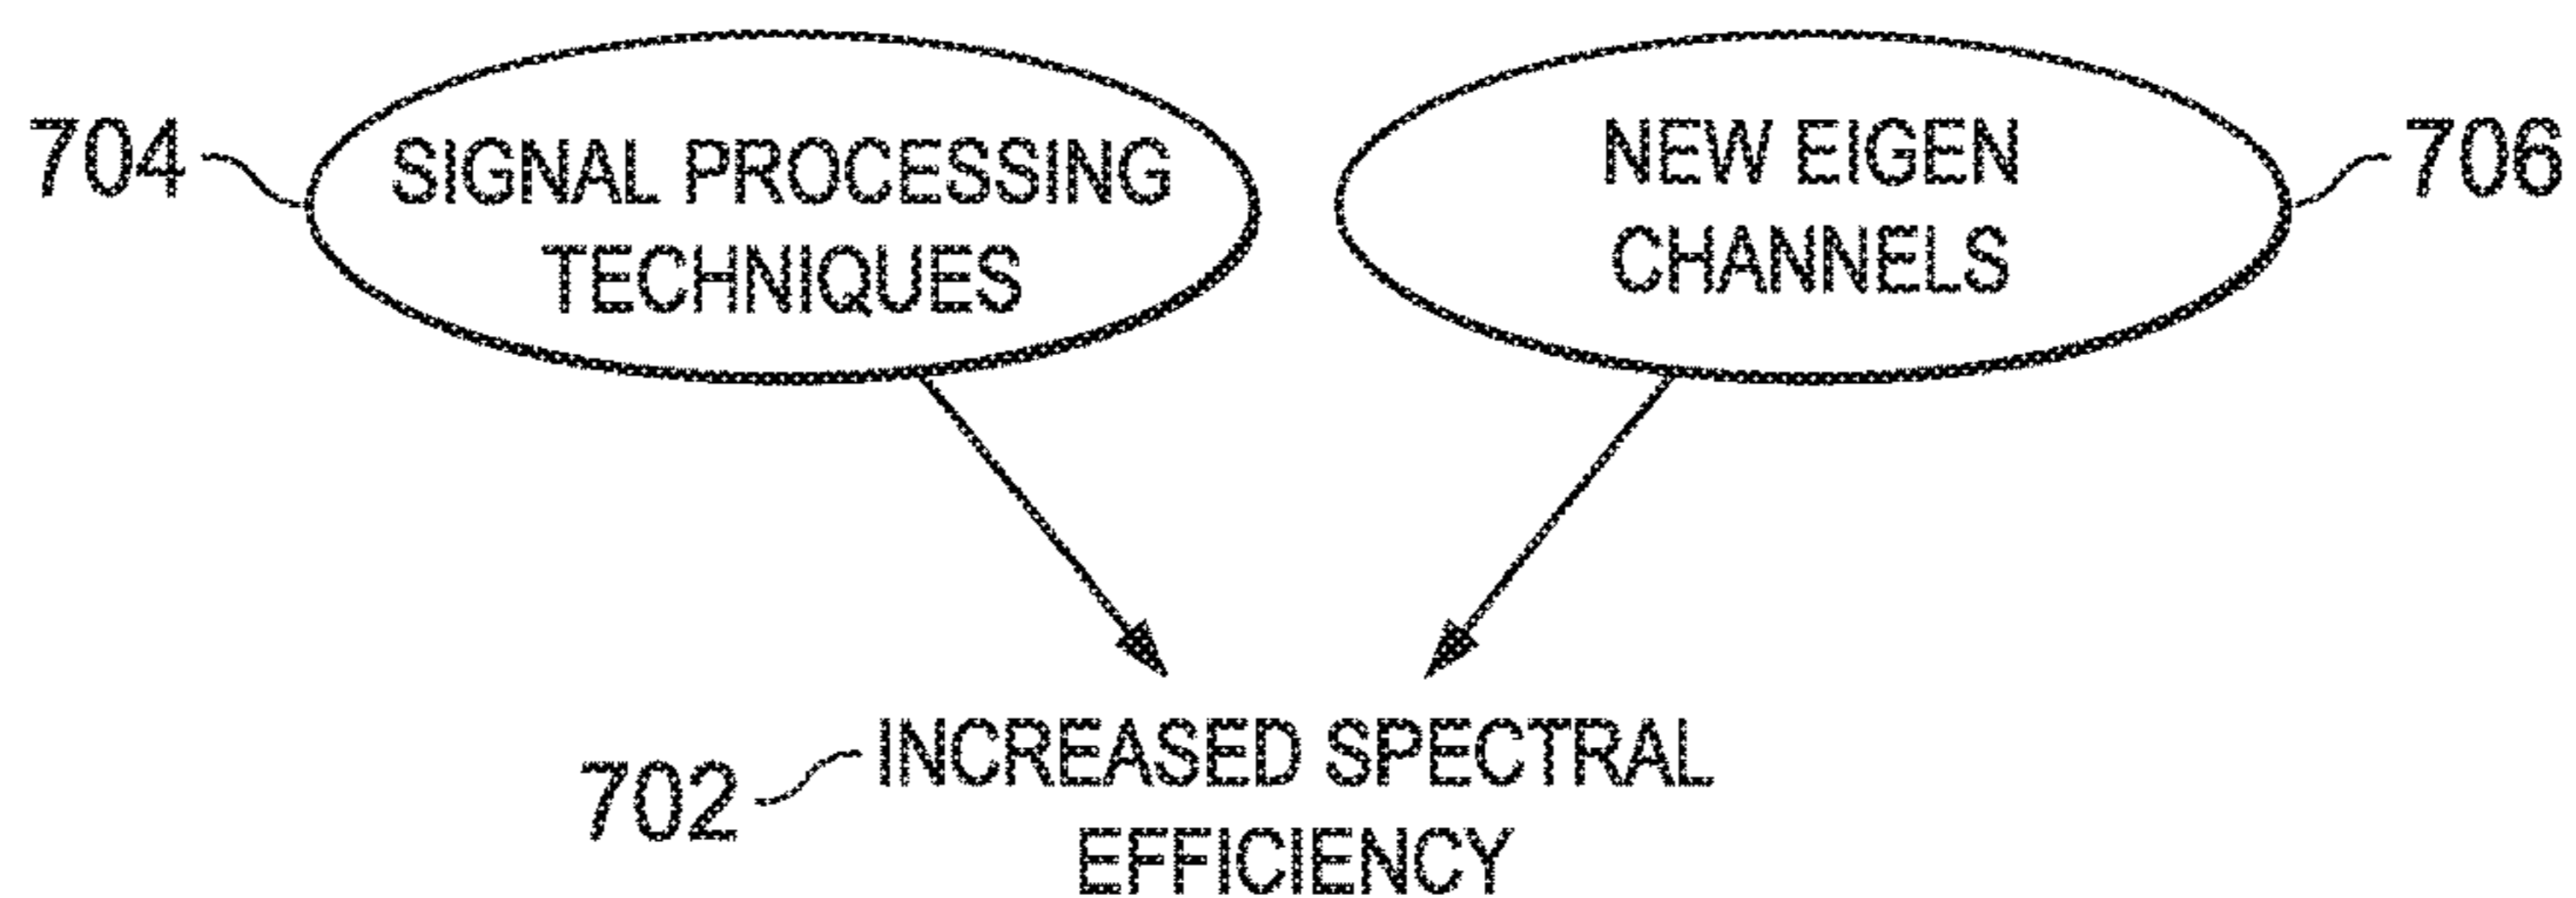 704
SIGNAL PROCESSING
TECHNIQUES
NEW EIGEN
CHANNELS
706
702
INCREASED SPECTRAL
EFFICIENCY